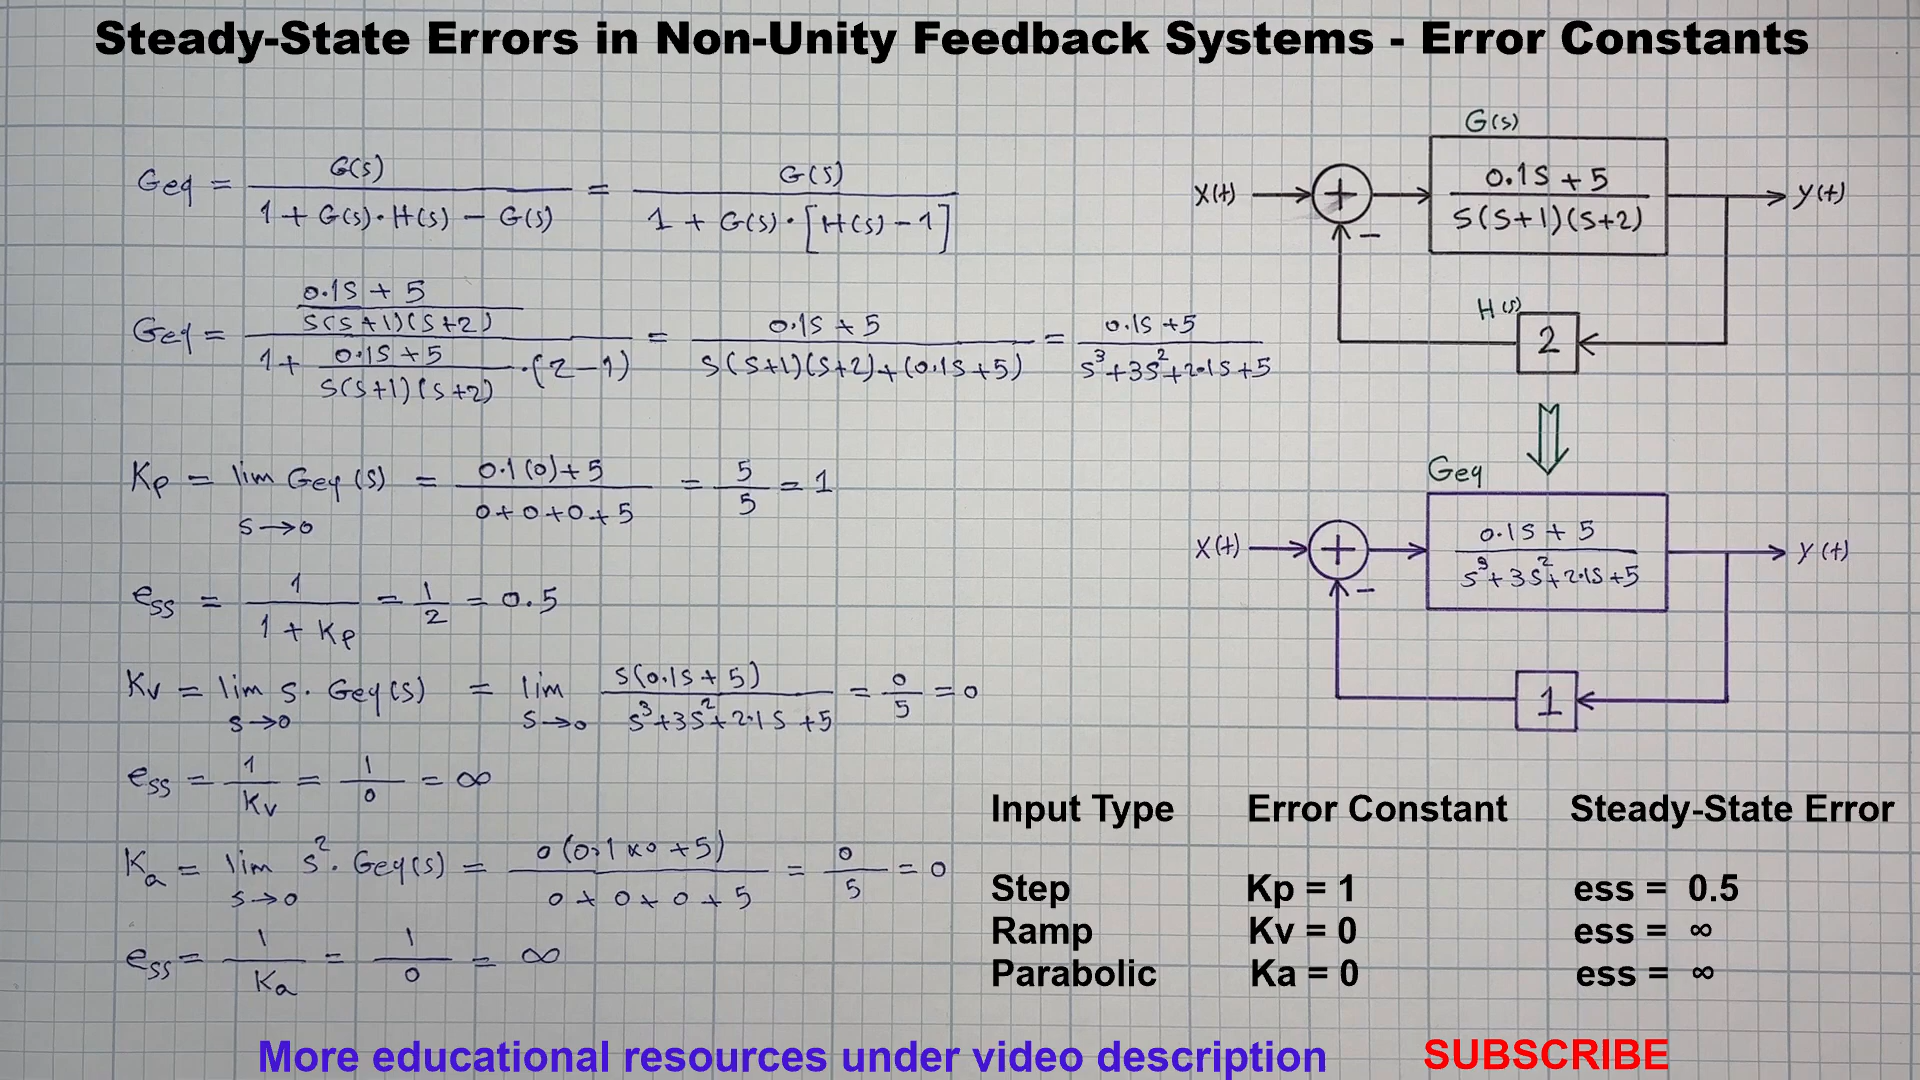 Steady-State Errors in Non-Unity Feedback Systems - Error Constants
Geq = G(s) / (1 + G(s)·H(s) − G(s)) = G(s) / (1 + G(s)·[H(s) − 1])
Geq = ((0.1S + 5) / (S(S+1)(S+2))) / (1 + (0.1S + 5) / (S(S+1)(S+2)) · (2−1)) = (0.1S + 5) / (S(S+1)(S+2)+(0.1S+5)) = (0.1S + 5) / (S³+3S²+2.1S+5)
Kp = lim Geq(s) = (0.1(0)+5) / (0+0+0+5) = 5/5 = 1
S→0
ess = 1 / (1 + Kp) = 1/2 = 0.5
Kv = lim S· Geq(s) = lim S(0.1S + 5) / (S³+3S²+2.1S+5) = 0/5 = 0
S→0 S→0
ess = 1/Kv = 1/0 = ∞
Ka = lim S²· Geq(s) = 0(0.1×0+5) / (0+0+0+5) = 0/5 = 0
S→0
ess = 1/Ka = 1/0 = ∞
G(s)
X(t) + (0.1S + 5) / (S(S+1)(S+2)) Y(t)
−
H(s)
2
Geq
X(t) + (0.1S + 5) / (S³+3S²+2.1S+5) Y(t)
−
1
Input Type Error Constant Steady-State Error
Step Kp = 1 ess = 0.5
Ramp Kv = 0 ess = ∞
Parabolic Ka = 0 ess = ∞
More educational resources under video description SUBSCRIBE